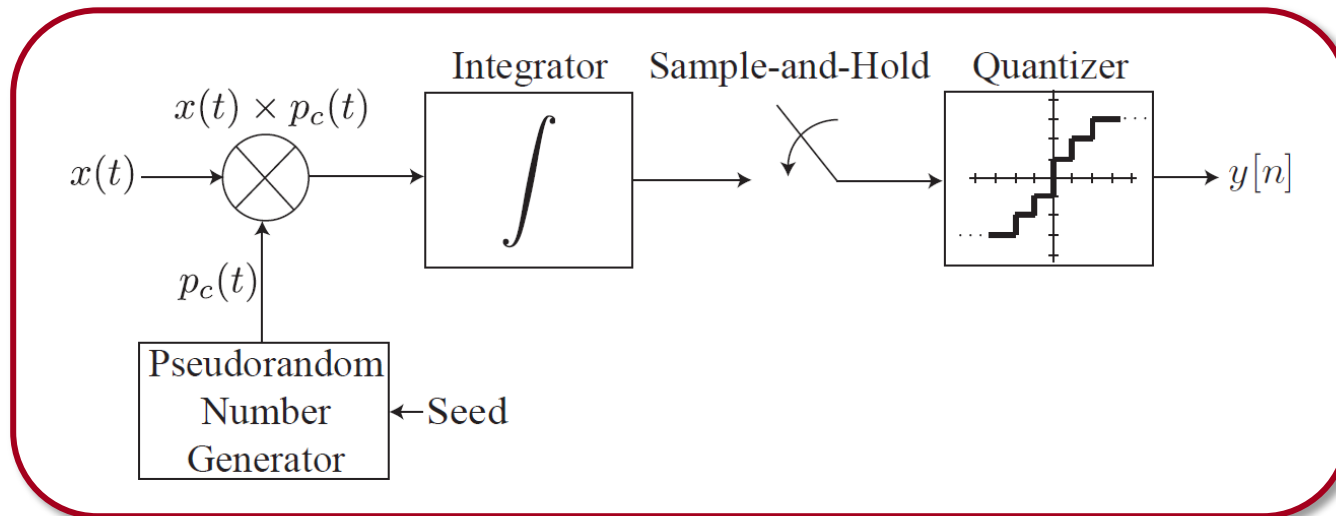 Integrator
Sample-and-Hold
Quantizer
x(t) × p_c(t)
x(t)
y[n]
∫
p_c(t)
Pseudorandom
Number
Generator
Seed